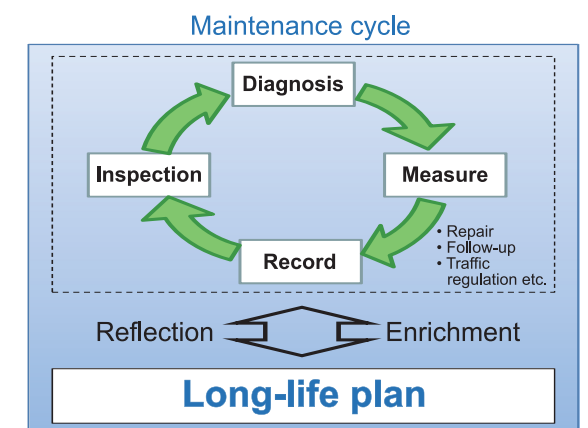 Maintenance cycle
Diagnosis
Inspection
Measure
• Repair
• Follow-up
• Traffic
regulation etc.
Record
Reflection
Enrichment
Long-life plan